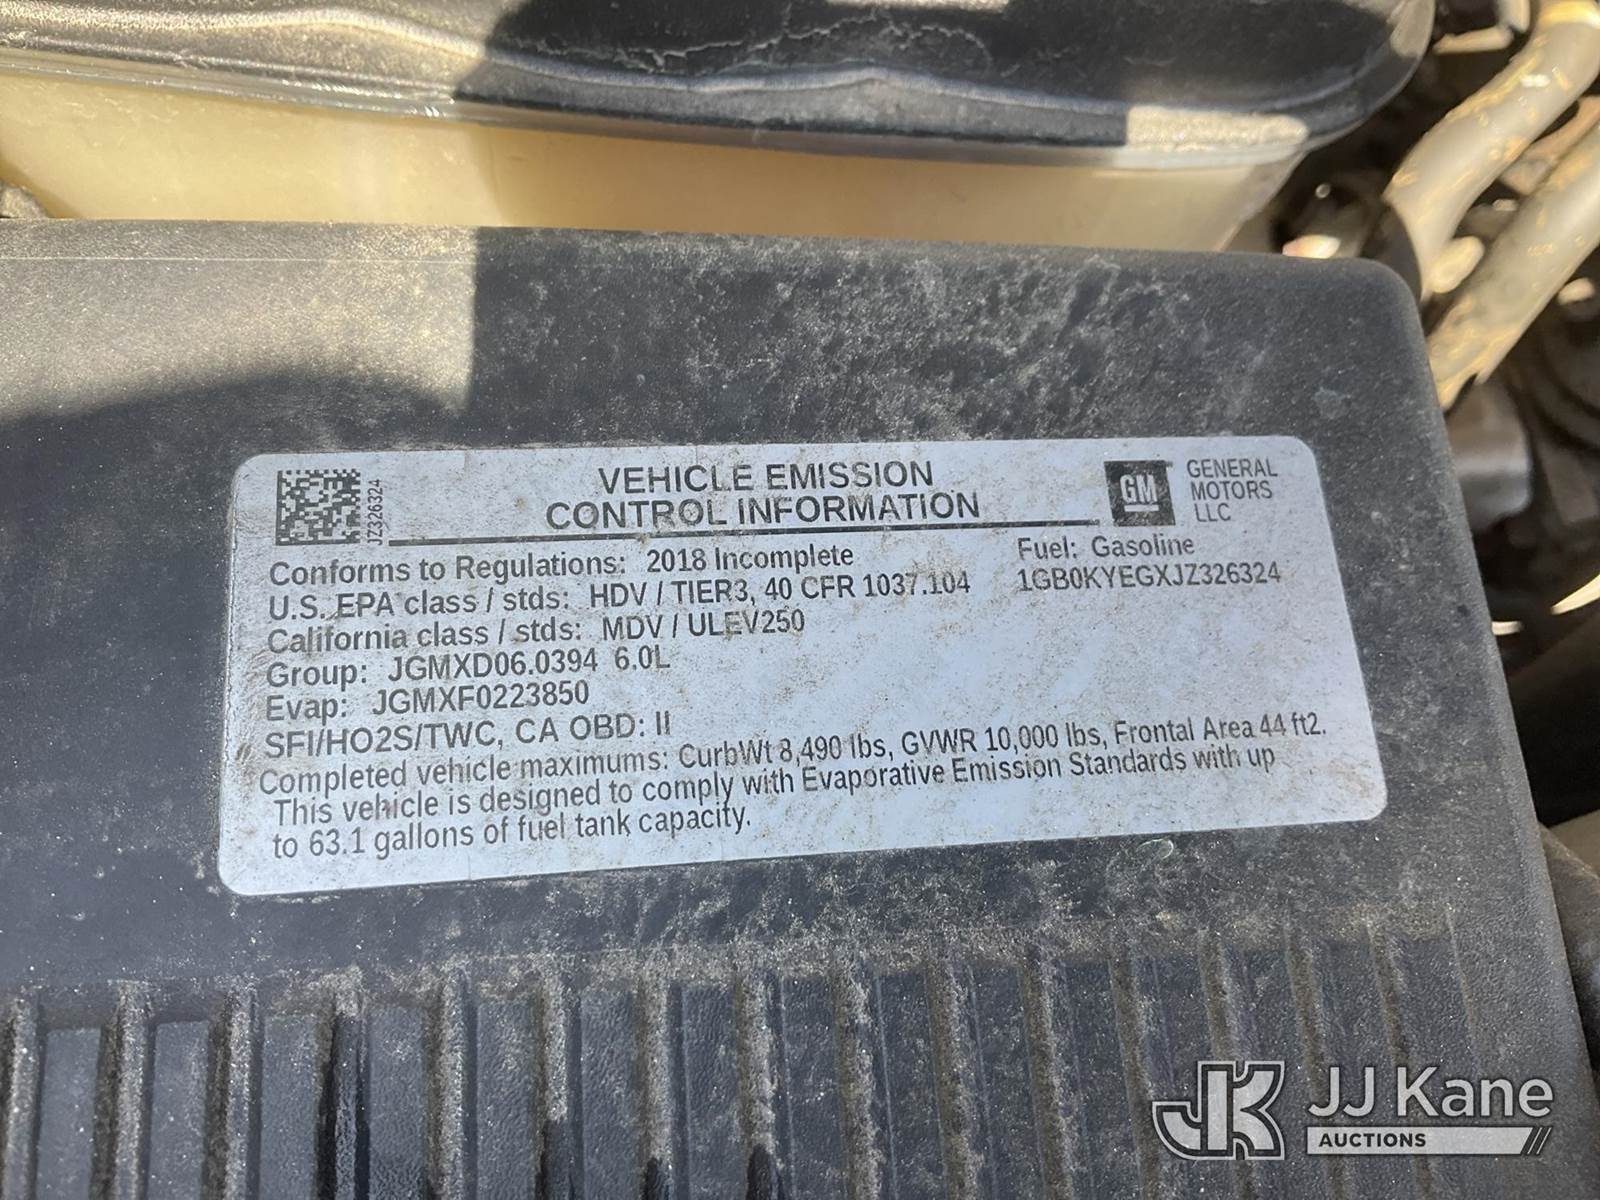 JZ326324
VEHICLE EMISSION
CONTROL INFORMATION
GM
GENERAL
MOTORS
LLC
Conforms to Regulations: 2018 Incomplete
Fuel: Gasoline
U.S. EPA class / stds: HDV / TIER3, 40 CFR 1037.104
1GB0KYEGXJZ326324
California class / stds: MDV / ULEV250
Group: JGMXD06.0394 6.0L
Evap: JGMXF0223850
SFI/HO2S/TWC, CA OBD: II
Completed vehicle maximums: CurbWt 8,490 lbs, GVWR 10,000 lbs, Frontal Area 44 ft2.
This vehicle is designed to comply with Evaporative Emission Standards with up
to 63.1 gallons of fuel tank capacity.
JK
JJ Kane
AUCTIONS